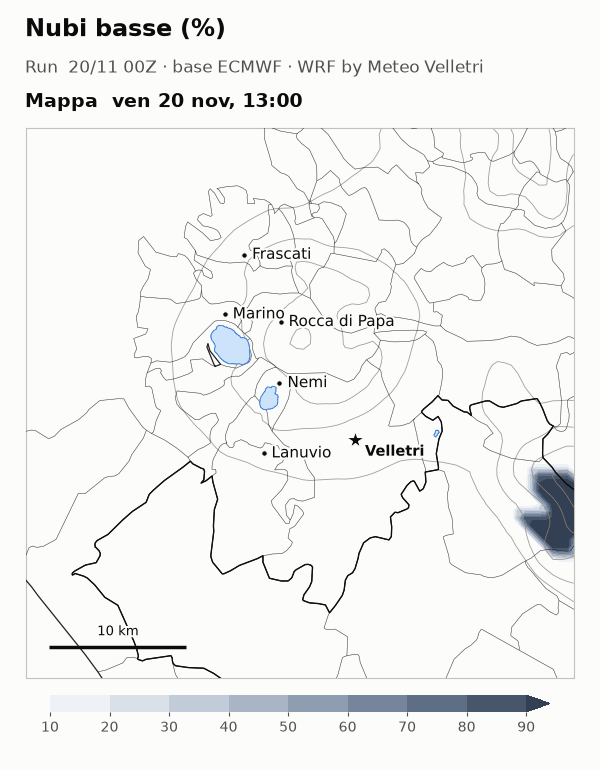 Nubi basse (%)
Run  20/11 00Z · base ECMWF · WRF by Meteo Velletri
Mappa  ven 20 nov, 13:00
Frascati
Marino
Rocca di Papa
Nemi
Velletri
Lanuvio
10 km
10 20 30 40 50 60 70 80 90